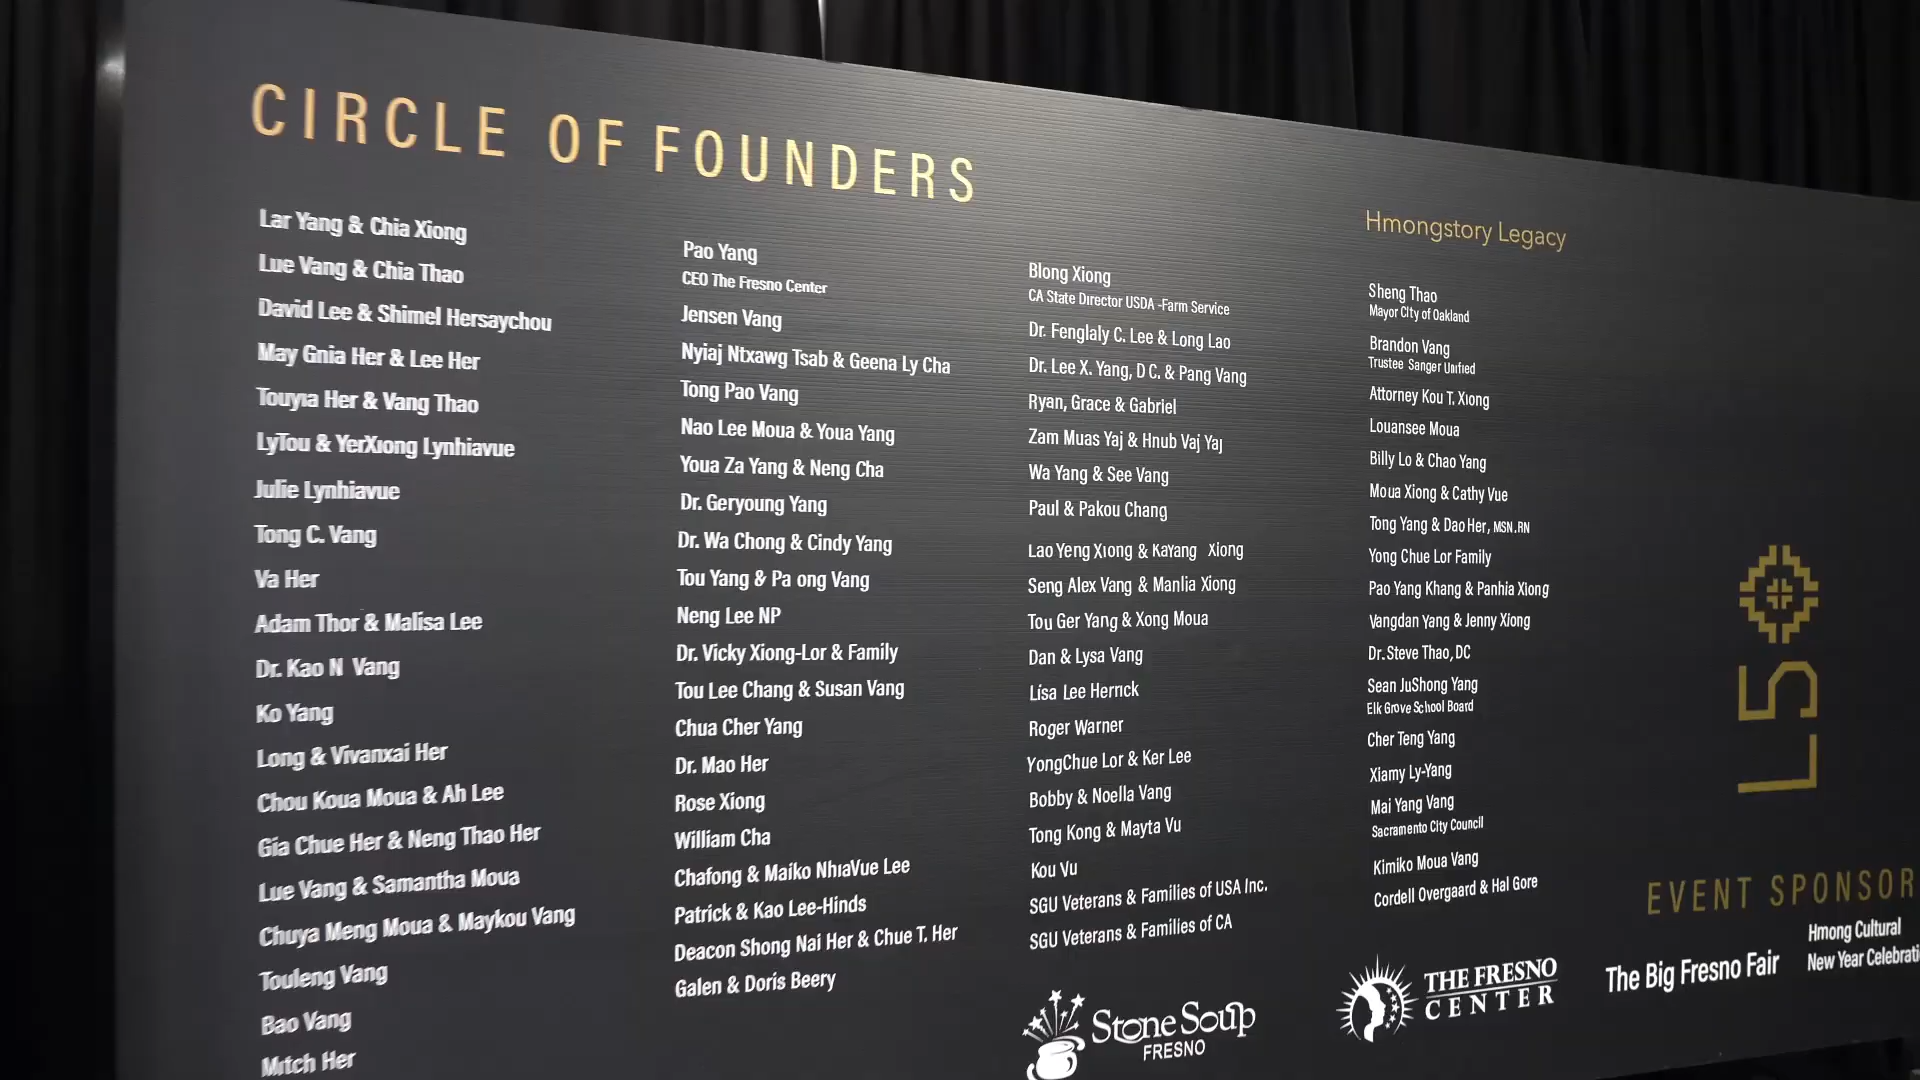 CIRCLE OF FOUNDERS
Lar Yang & Chia Xiong
Lue Vang & Chia Thao
David Lee & Shimel Hersaychou
May Gnia Her & Lee Her
Touyia Her & Vang Thao
LyTou & YerXiong Lynhiavue
Julie Lynhiavue
Tong C. Vang
Va Her
Adam Thor & Malisa Lee
Dr. Kao N Vang
Ko Yang
Long & Vivanxai Her
Chou Koua Moua & Ah Lee
Gia Chue Her & Neng Thao Her
Lue Vang & Samantha Moua
Chuya Meng Moua & Maykou Vang
Touleng Vang
Bao Vang
Mitch Her
Pao Yang
CEO The Fresno Center
Jensen Vang
Nyiaj Ntxawg Tsab & Geena Ly Cha
Tong Pao Vang
Nao Lee Moua & Youa Yang
Youa Za Yang & Neng Cha
Dr. Geryoung Yang
Dr. Wa Chong & Cindy Yang
Tou Yang & Pa ong Vang
Neng Lee NP
Dr. Vicky Xiong-Lor & Family
Tou Lee Chang & Susan Vang
Chua Cher Yang
Dr. Mao Her
Rose Xiong
William Cha
Chafong & Maiko NhiaVue Lee
Patrick & Kao Lee-Hinds
Deacon Shong Nai Her & Chue T. Her
Galen & Doris Beery
Blong Xiong
CA State Director USDA -Farm Service
Dr. Fenglaly C. Lee & Long Lao
Dr. Lee X. Yang, D C. & Pang Vang
Ryan, Grace & Gabriel
Zam Muas Yaj & Hnub Vaj Yaj
Wa Yang & See Vang
Paul & Pakou Chang
Lao Yeng Xiong & Kayang Xiong
Seng Alex Vang & Manlia Xiong
Tou Ger Yang & Xong Moua
Dan & Lysa Vang
Lisa Lee Herrick
Roger Warner
YongChue Lor & Ker Lee
Bobby & Noella Vang
Tong Kong & Mayta Vu
Kou Vu
SGU Veterans & Families of USA Inc.
SGU Veterans & Families of CA
Stone Soup
FRESNO
Hmongstory Legacy
Sheng Thao
Mayor City of Oakland
Brandon Vang
Trustee Sanger Unified
Attorney Kou T. Xiong
Louansee Moua
Billy Lo & Chao Yang
Moua Xiong & Cathy Vue
Tong Yang & Dao Her, MSN.RN
Yong Chue Lor Family
Pao Yang Khang & Panhia Xiong
Vangdan Yang & Jenny Xiong
Dr. Steve Thao, DC
Sean JuShong Yang
Elk Grove School Board
Cher Teng Yang
Xiamy Ly-Yang
Mai Yang Vang
Sacramento City Council
Kimiko Moua Vang
Cordell Overgaard & Hal Gore
THE FRESNO
CENTER
L5
EVENT SPONSOR
The Big Fresno Fair
Hmong Cultural
New Year Celebrati